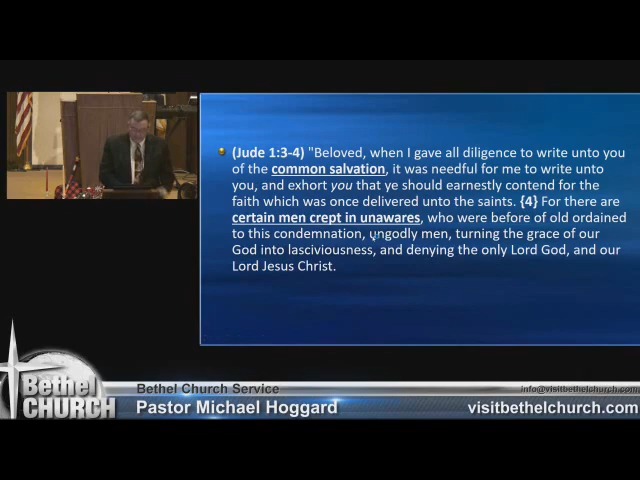 (Jude 1:3-4) "Beloved, when I gave all diligence to write unto you
of the common salvation, it was needful for me to write unto
you, and exhort you that ye should earnestly contend for the
faith which was once delivered unto the saints. {4} For there are
certain men crept in unawares, who were before of old ordained
to this condemnation, ungodly men, turning the grace of our
God into lasciviousness, and denying the only Lord God, and our
Lord Jesus Christ.
Bethel
CHURCH
Bethel Church Service
info@visitbethelchurch.com
Pastor Michael Hoggard
visitbethelchurch.com